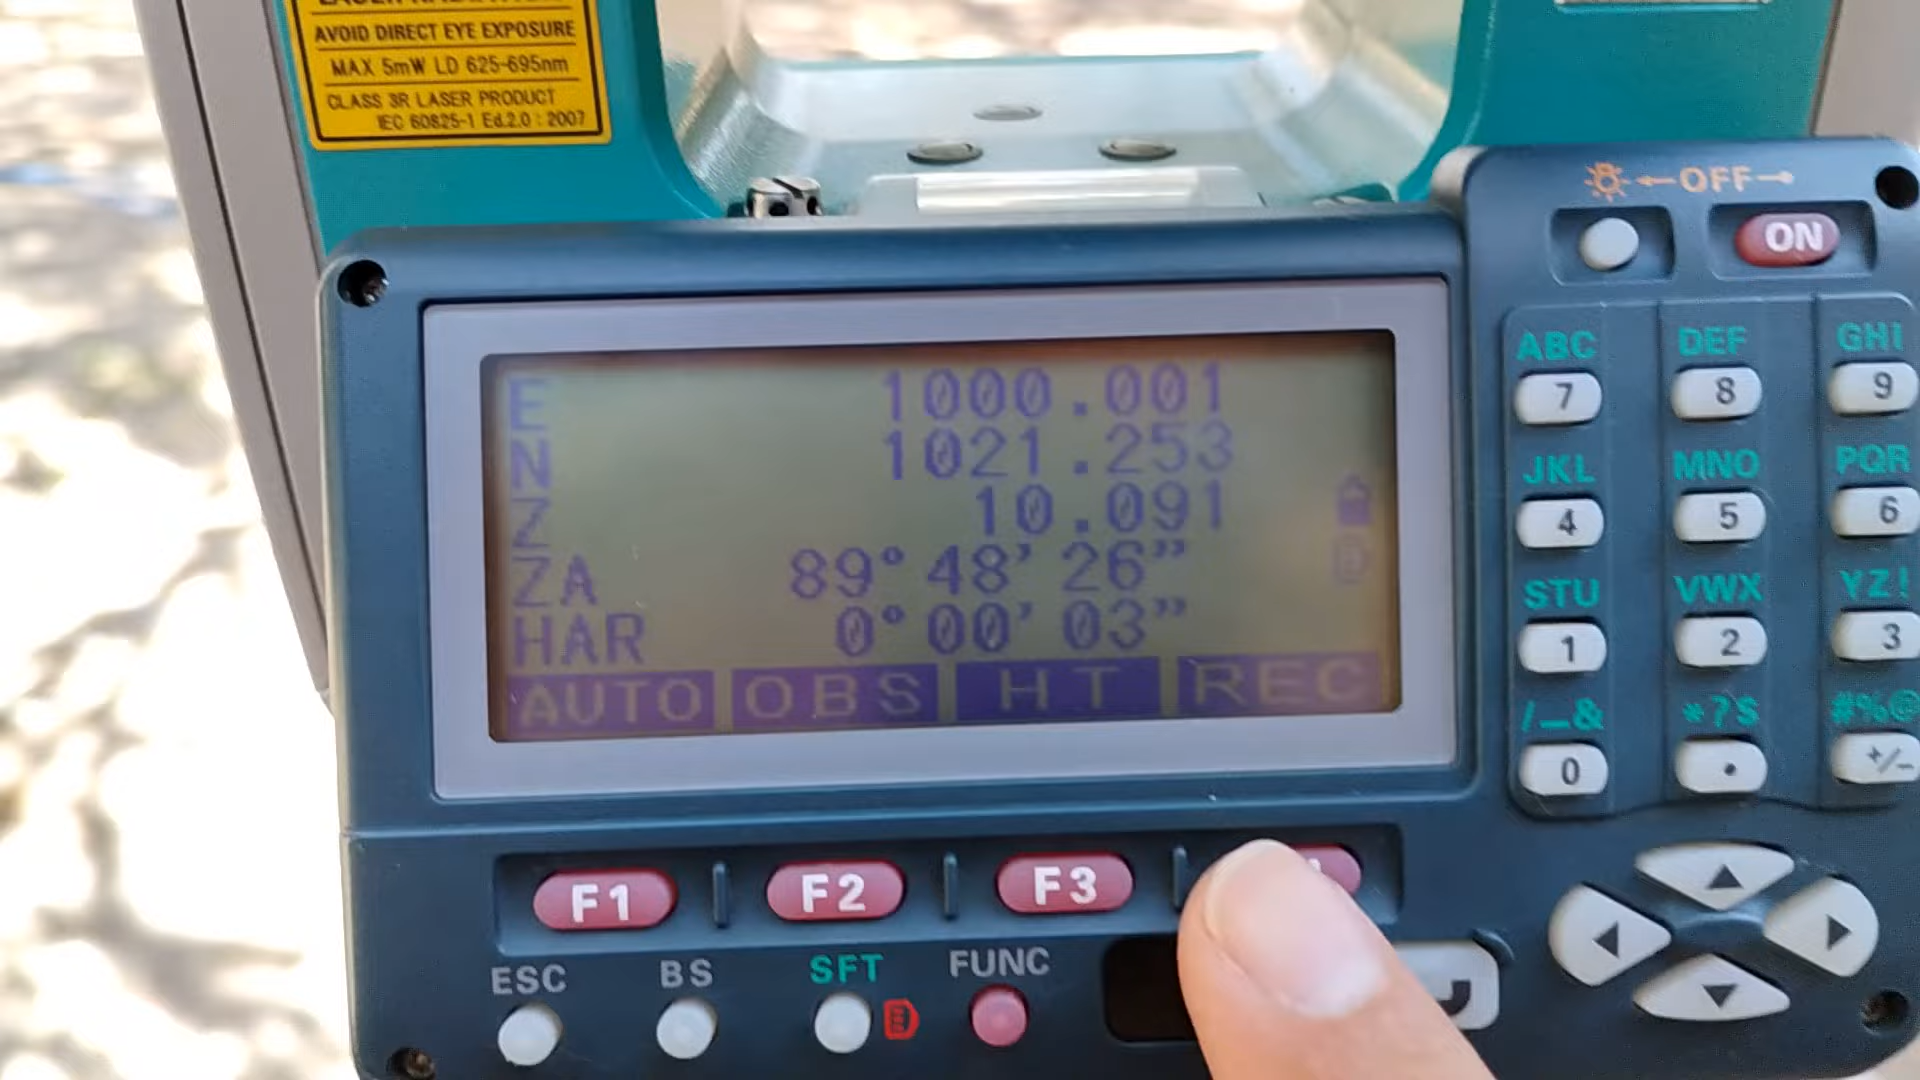 AVOID DIRECT EYE EXPOSURE
MAX 5mW LD 625-695nm
CLASS 3R LASER PRODUCT
IEC 60825-1 Ed.2.0 : 2007
←OFF→
ON
E 1000.001
N 1021.253
Z 10.091
ZA 89°48'26"
HAR 0°00'03"
AUTO OBS HT REC
ABC DEF GHI
7 8 9
JKL MNO PQR
4 5 6
STU VWX YZ!
1 2 3
/_& *?$ #%@
0 . +/-
F1 F2 F3
ESC BS SFT FUNC